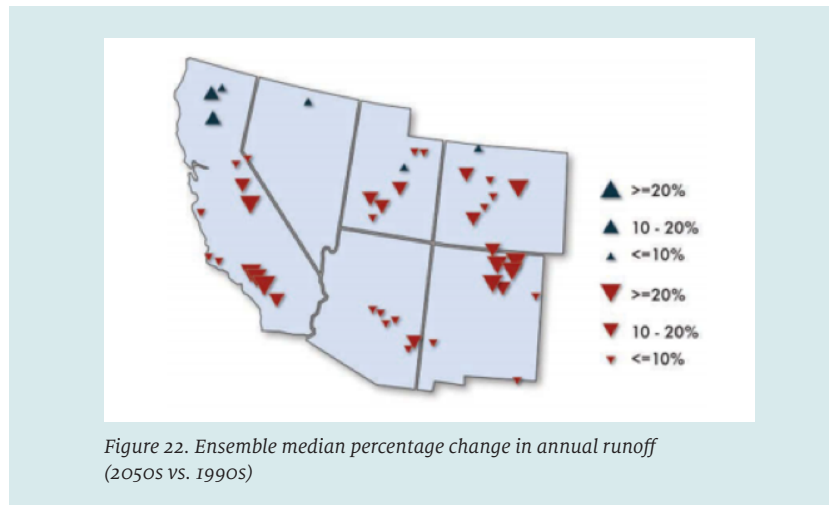 >=20%
10 - 20%
<=10%
>=20%
10 - 20%
<=10%
Figure 22. Ensemble median percentage change in annual runoff
(2050s vs. 1990s)